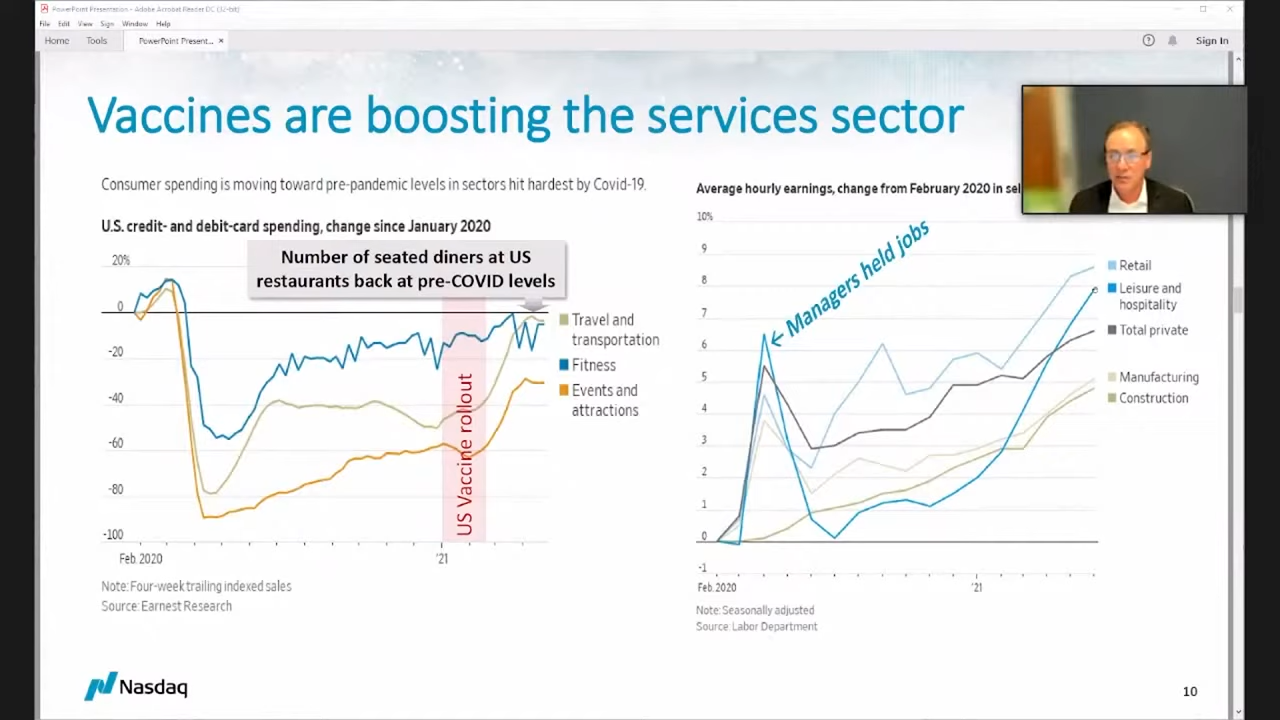 PowerPoint Presentation - Adobe Acrobat Reader DC (32-bit)
File Edit View Sign Window Help
Home Tools PowerPoint Present... × Sign In
Vaccines are boosting the services sector
Consumer spending is moving toward pre-pandemic levels in sectors hit hardest by Covid-19.
U.S. credit- and debit-card spending, change since January 2020
Number of seated diners at US
restaurants back at pre-COVID levels
20%
0
-20
-40
-60
-80
-100
Travel and
transportation
Fitness
Events and
attractions
US Vaccine rollout
Feb. 2020 '21
Note: Four-week trailing indexed sales
Source: Earnest Research
Average hourly earnings, change from February 2020 in
10%
9
8
7
6
5
4
3
2
1
0
-1
Managers held jobs
Retail
Leisure and
hospitality
Total private
Manufacturing
Construction
Feb. 2020 '21
Note: Seasonally adjusted
Source: Labor Department
Nasdaq
10